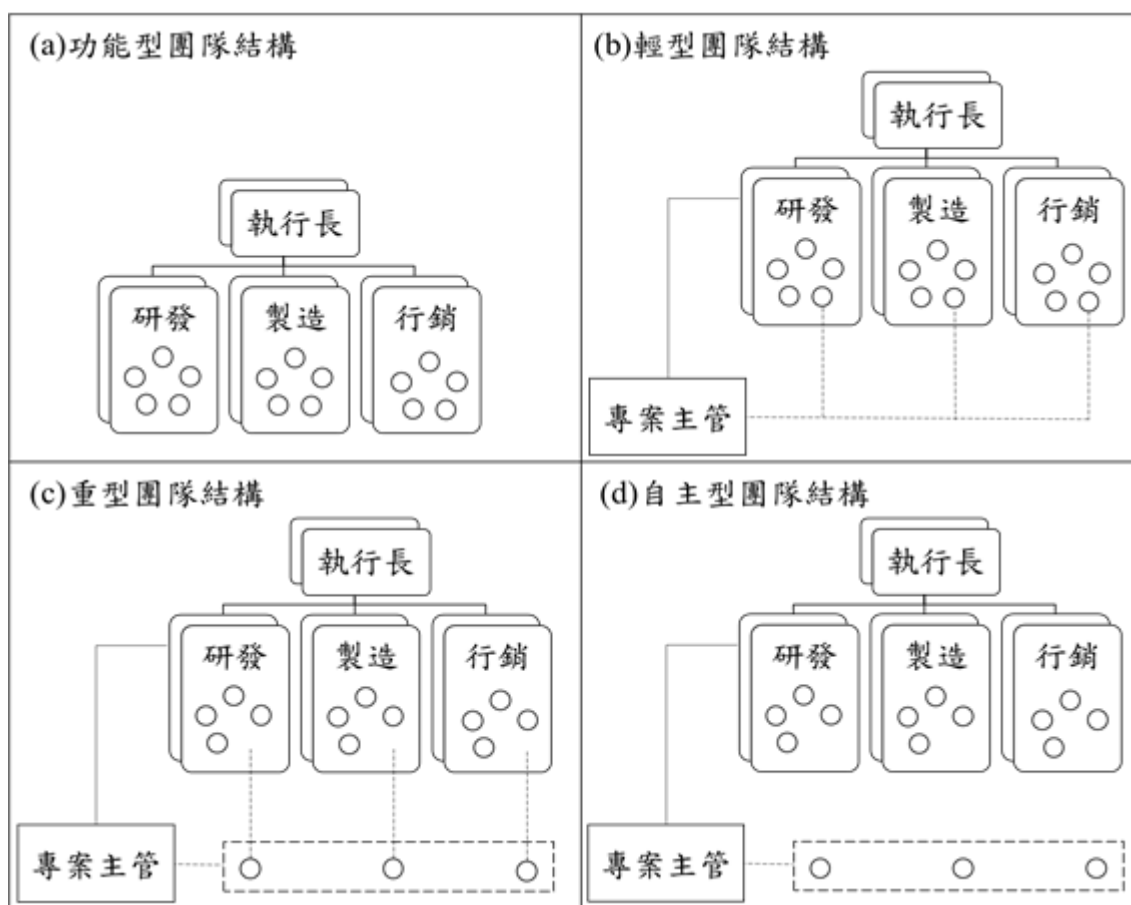 (a)功能型團隊結構
執行長
研發
製造
行銷
(b)輕型團隊結構
執行長
研發
製造
行銷
專案主管
(c)重型團隊結構
執行長
研發
製造
行銷
專案主管
(d)自主型團隊結構
執行長
研發
製造
行銷
專案主管